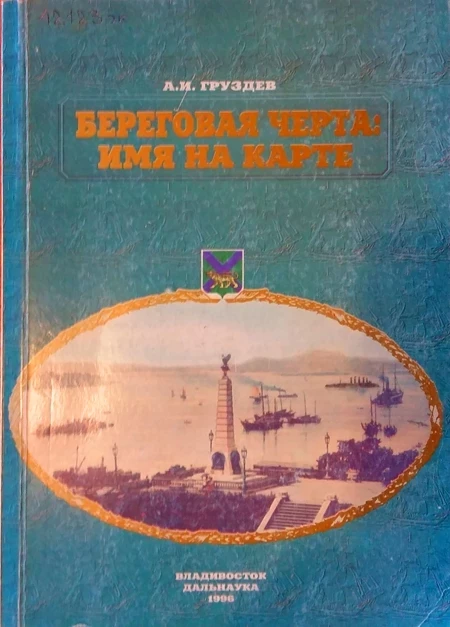 А.И. ГРУЗДЕВ
БЕРЕГОВАЯ ЧЕРТА:
ИМЯ НА КАРТЕ
ВЛАДИВОСТОК
ДАЛЬНАУКА
1996